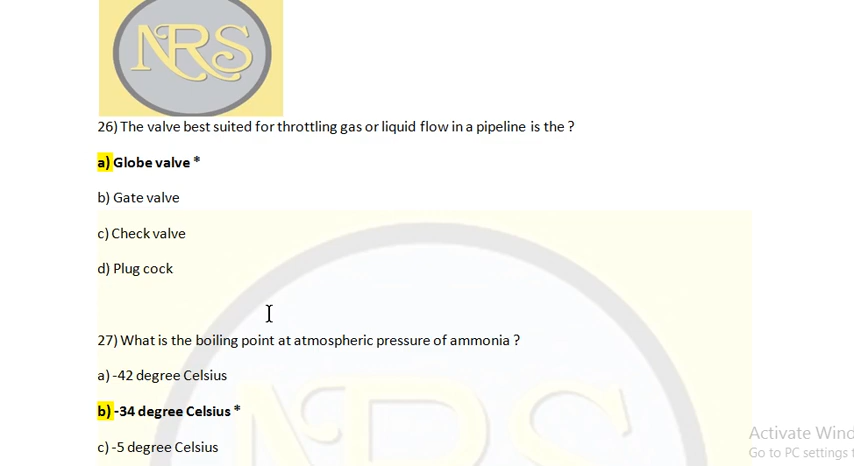 NRS
26) The valve best suited for throttling gas or liquid flow in a pipeline is the ?
a) Globe valve *
b) Gate valve
c) Check valve
d) Plug cock
27) What is the boiling point at atmospheric pressure of ammonia ?
a) -42 degree Celsius
b) -34 degree Celsius *
c) -5 degree Celsius
NRS
Activate Wind
Go to PC settings t